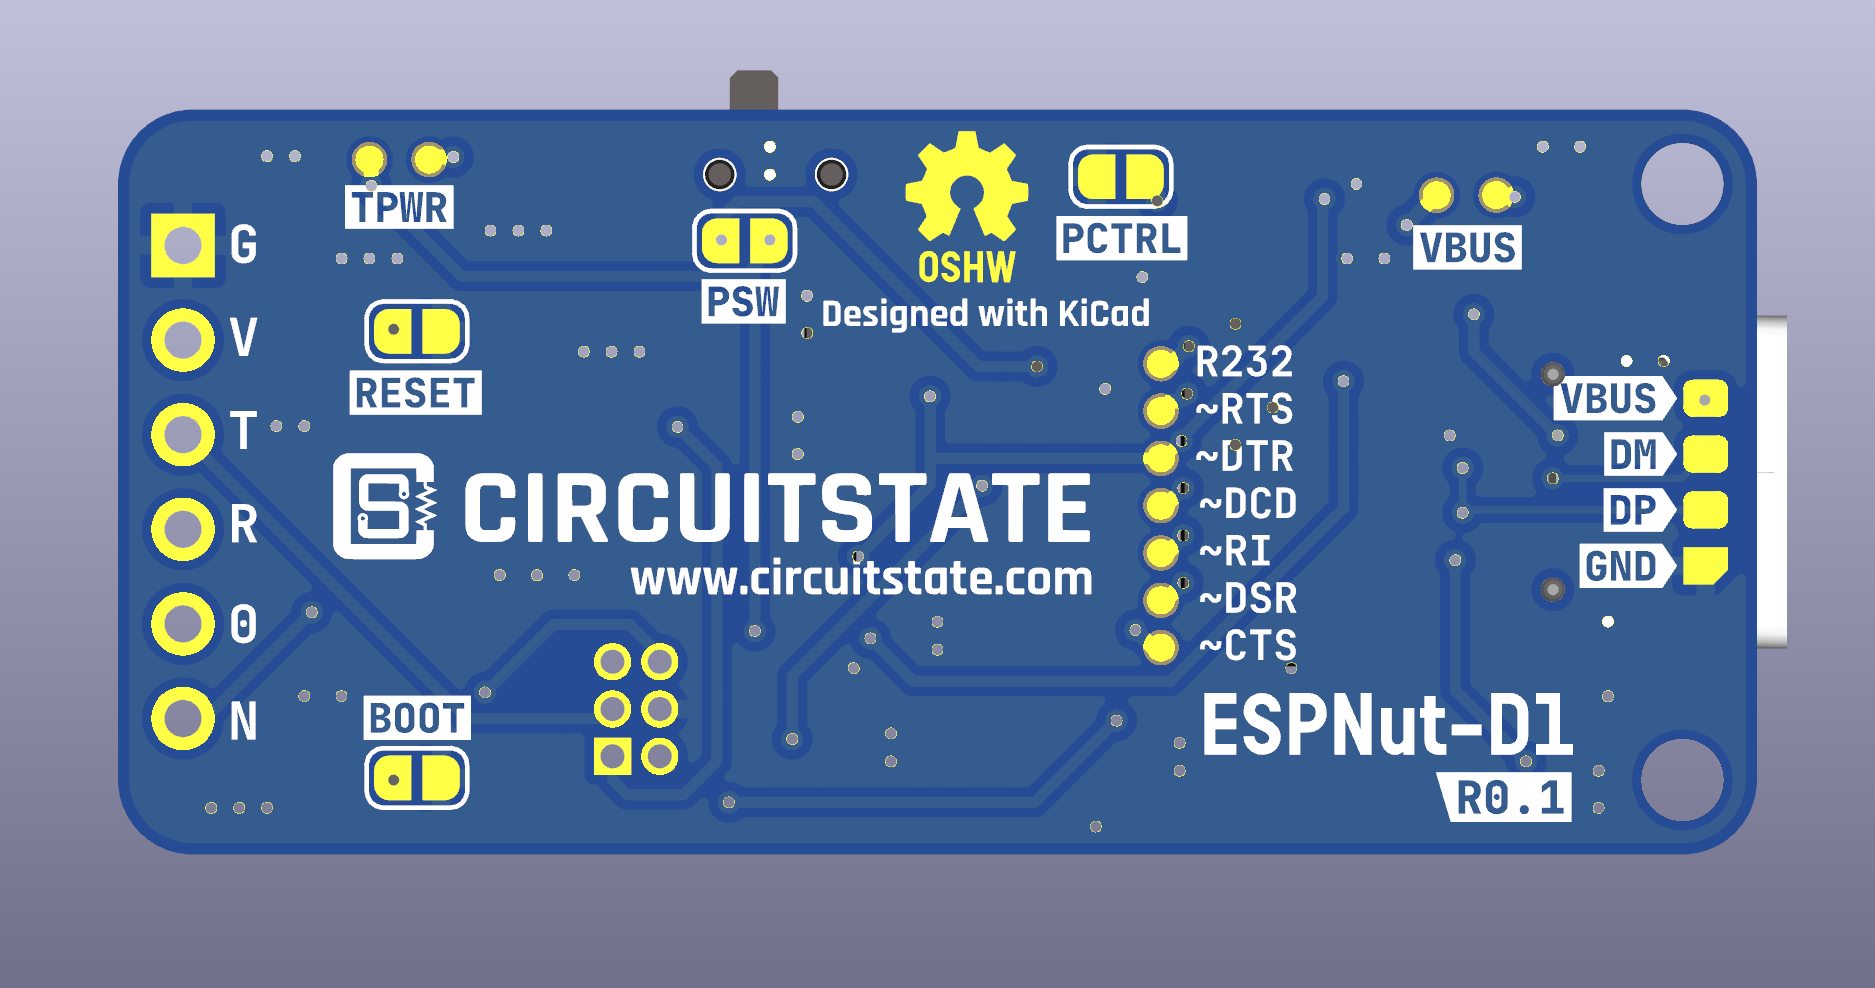 TPWR
G
V
T
R
0
N
RESET
PSW
OSHW
Designed with KiCad
PCTRL
VBUS
R232
~RTS
~DTR
~DCD
~RI
~DSR
~CTS
VBUS
DM
DP
GND
CIRCUITSTATE
www.circuitstate.com
BOOT
ESPNut-D1
R0.1